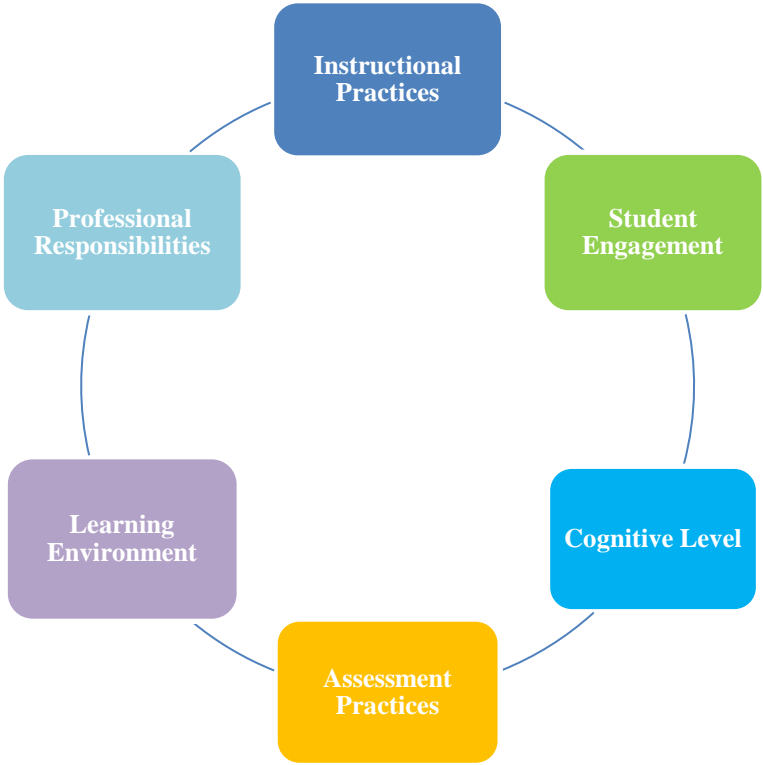 Instructional
Practices
Student
Engagement
Cognitive Level
Assessment
Practices
Learning
Environment
Professional
Responsibilities